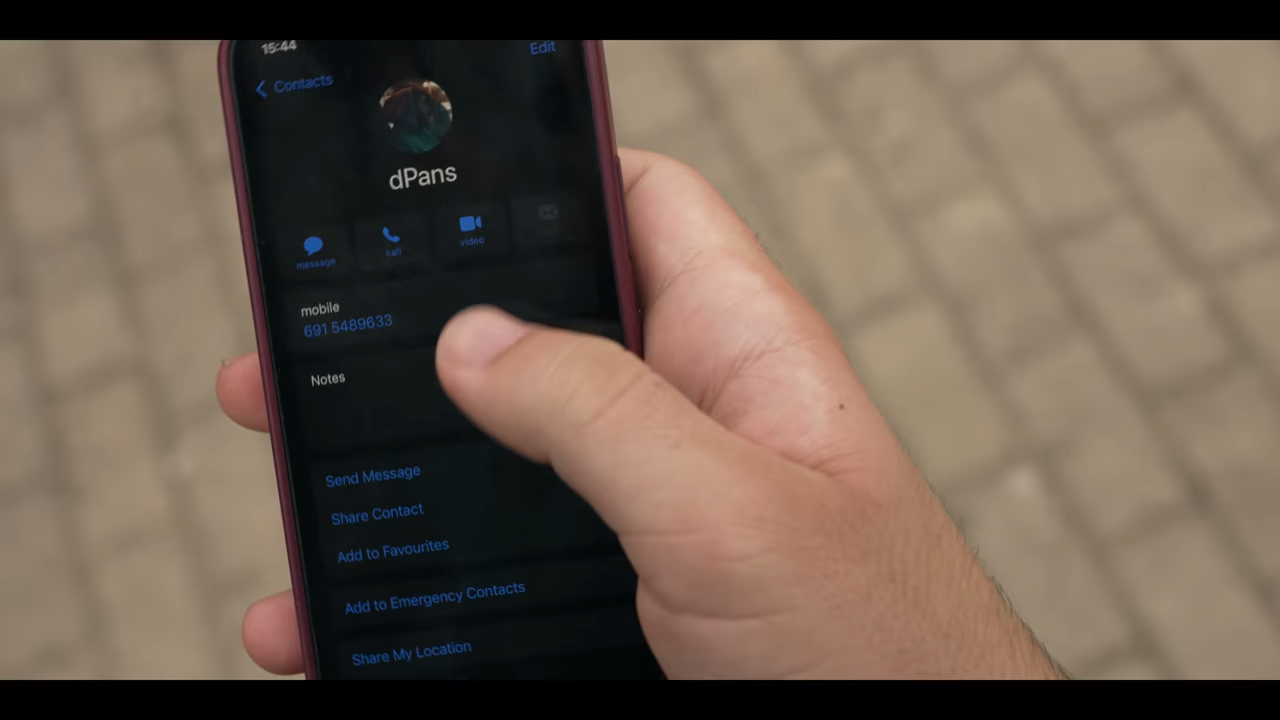 15:44
Edit
Contacts
dPans
message
call
video
mobile
691 5489633
Notes
Send Message
Share Contact
Add to Favourites
Add to Emergency Contacts
Share My Location